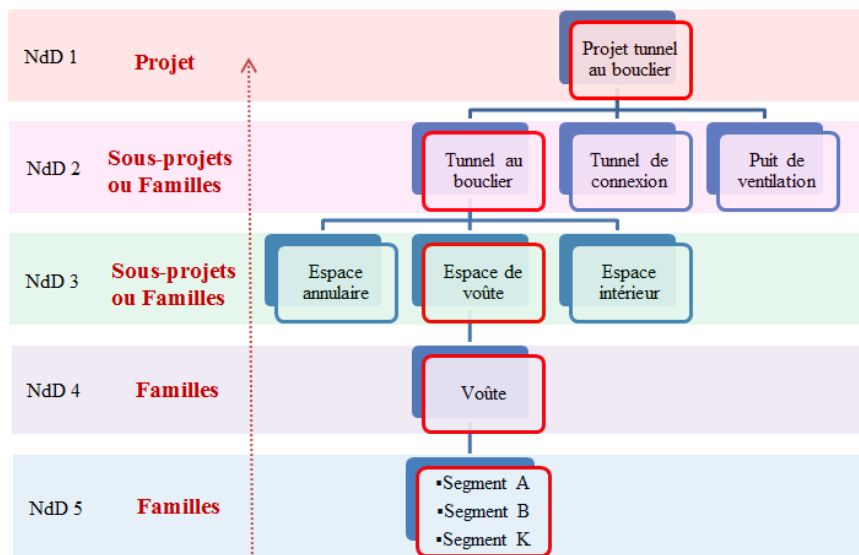 NdD 1
Projet
Projet tunnel
au bouclier
NdD 2
Sous-projets
ou Familles
Tunnel au
bouclier
Tunnel de
connexion
Puit de
ventilation
NdD 3
Sous-projets
ou Familles
Espace
annulaire
Espace de
voûte
Espace
intérieur
NdD 4
Familles
Voûte
NdD 5
Familles
▪Segment A
▪Segment B
▪Segment K